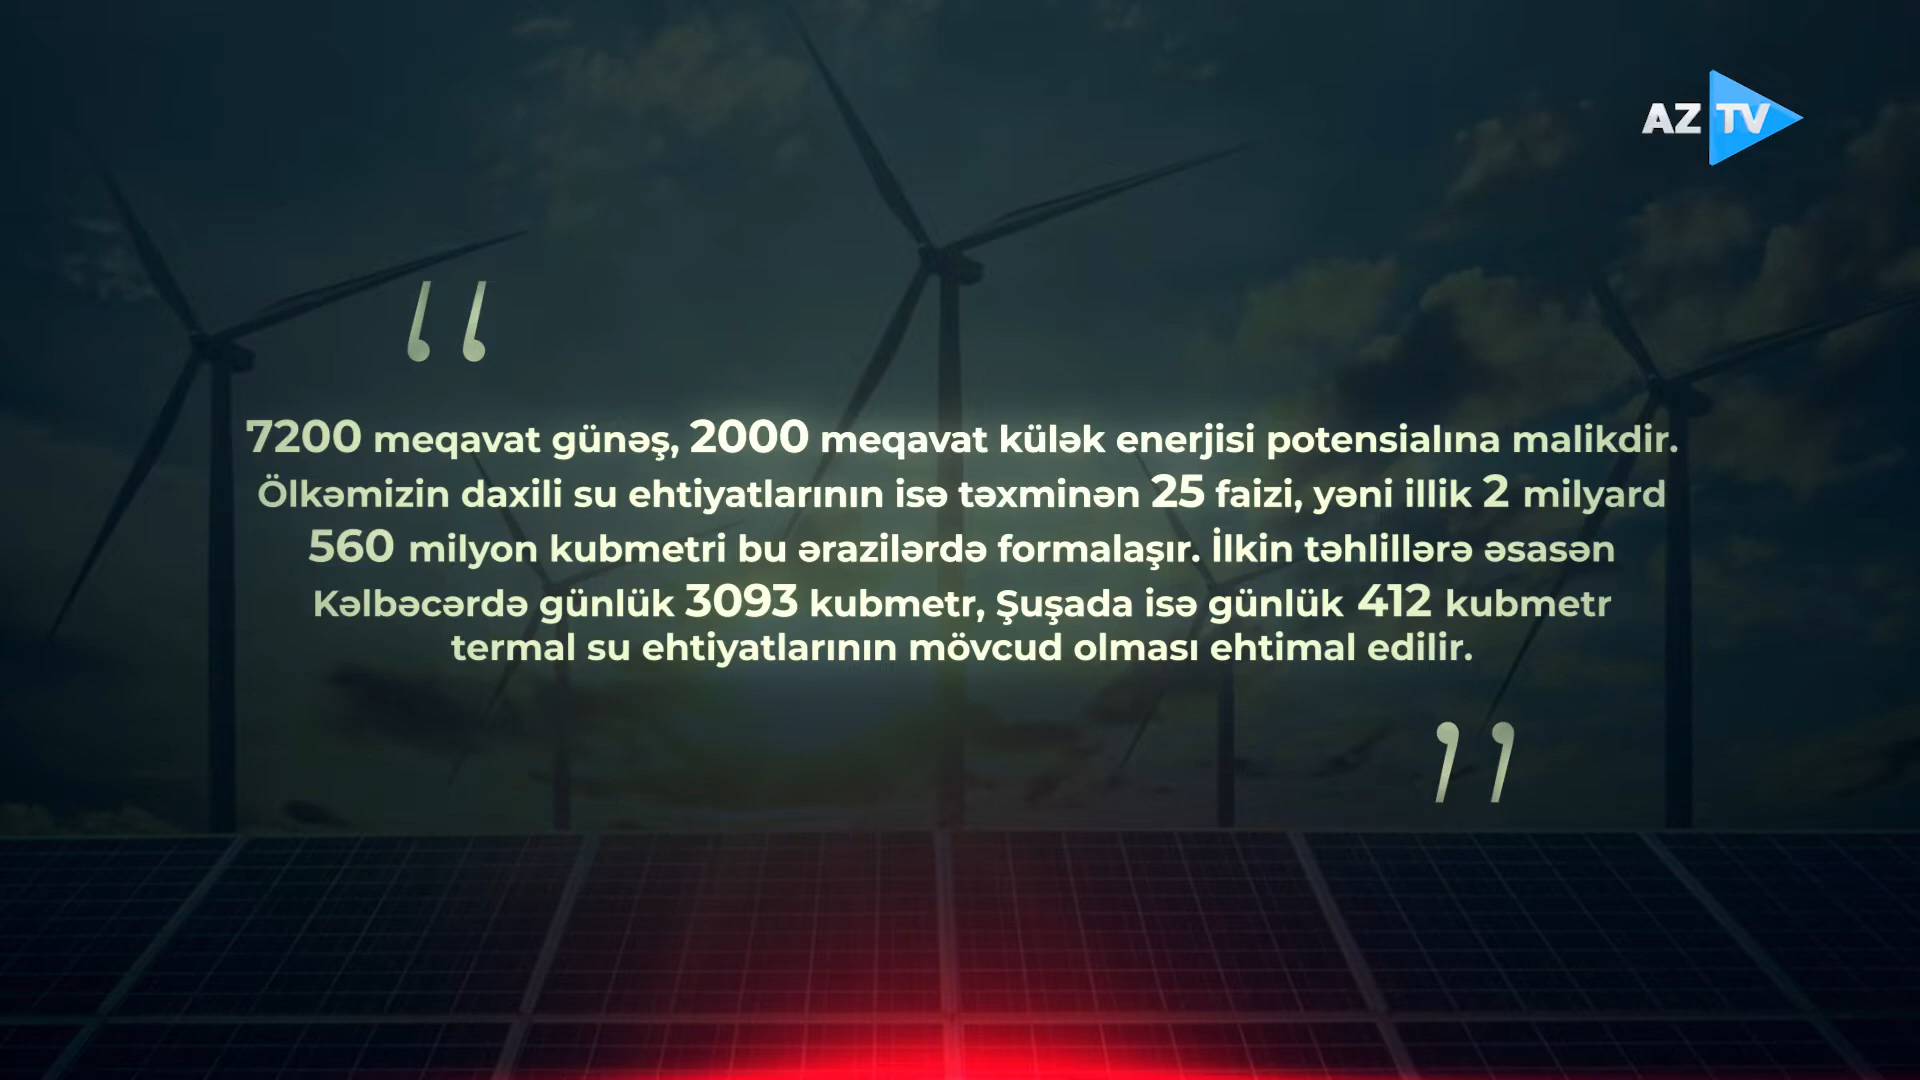 AZTV
“
7200 meqavat günəş, 2000 meqavat külək enerjisi potensialına malikdir.
Ölkəmizin daxili su ehtiyatlarının isə təxminən 25 faizi, yəni illik 2 milyard
560 milyon kubmetri bu ərazilərdə formalaşır. İlkin təhlillərə əsasən
Kəlbəcərdə günlük 3093 kubmetr, Şuşada isə günlük 412 kubmetr
termal su ehtiyatlarının mövcud olması ehtimal edilir.
”